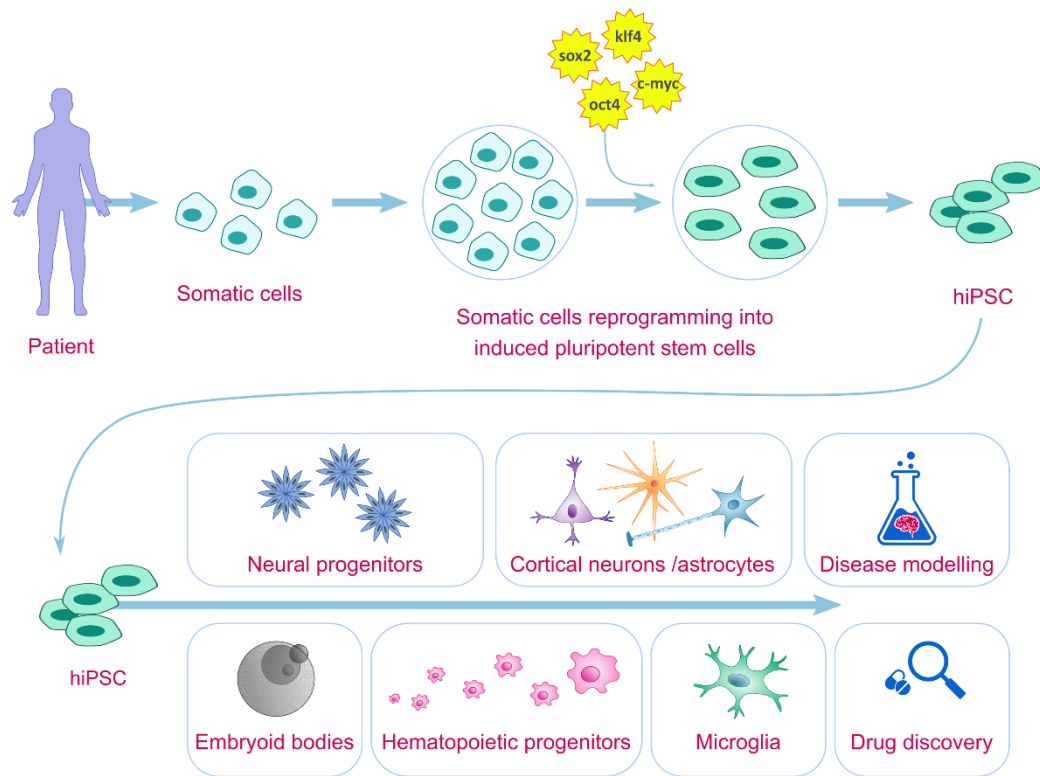 klf4
sox2
c-myc
oct4
Somatic cells
hiPSC
Patient
Somatic cells reprogramming into
induced pluripotent stem cells
Neural progenitors
Cortical neurons /astrocytes
Disease modelling
hiPSC
Embryoid bodies
Hematopoietic progenitors
Microglia
Drug discovery